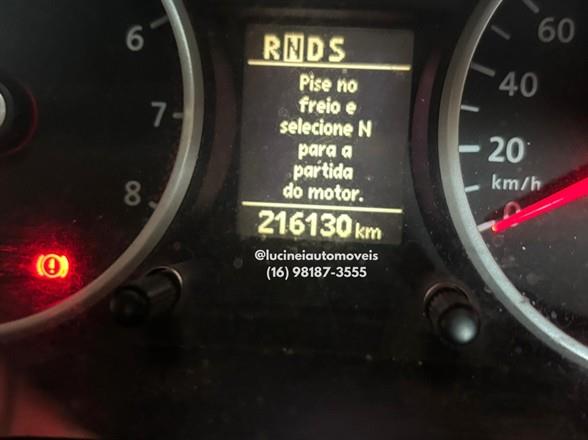 6
7
8
RNDS
Pise no
freio e
selecione N
para a
partida
do motor.
216130 km
60
40
20
km/h
0
@lucineiautomoveis
(16) 98187-3555